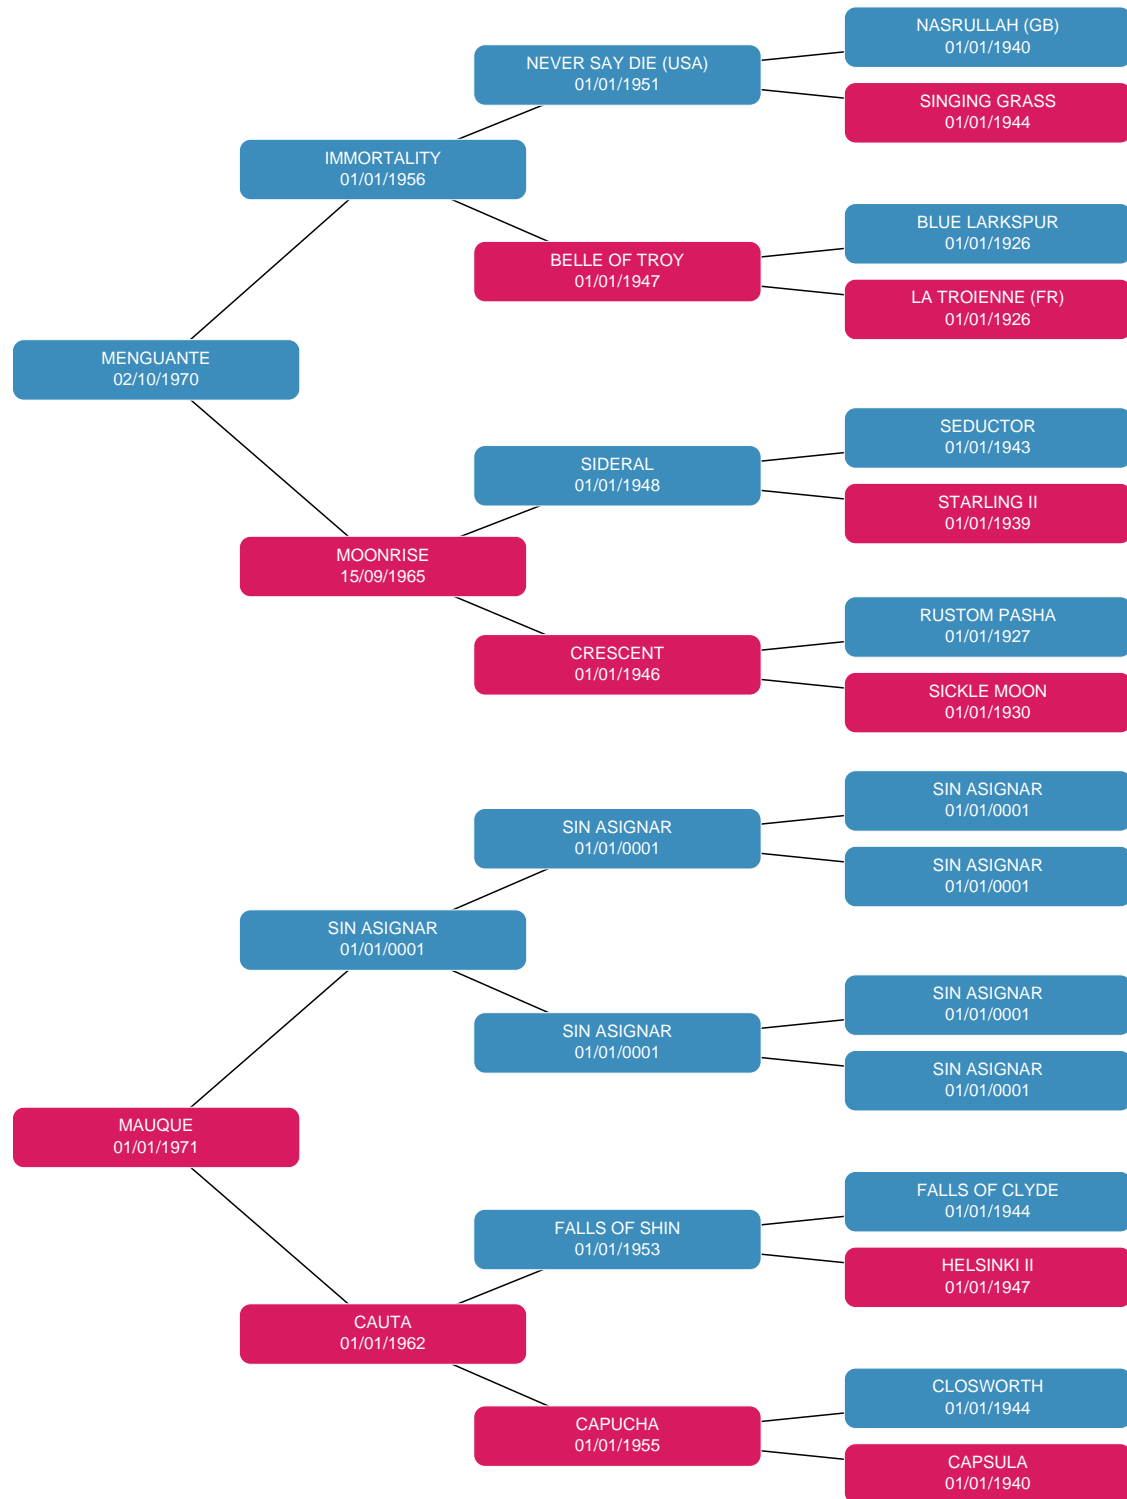 NASRULLAH (GB)
01/01/1940
NEVER SAY DIE (USA)
01/01/1951
SINGING GRASS
01/01/1944
IMMORTALITY
01/01/1956
BLUE LARKSPUR
01/01/1926
BELLE OF TROY
01/01/1947
LA TROIENNE (FR)
01/01/1926
MENGUANTE
02/10/1970
SEDUCTOR
01/01/1943
SIDERAL
01/01/1948
STARLING II
01/01/1939
MOONRISE
15/09/1965
RUSTOM PASHA
01/01/1927
CRESCENT
01/01/1946
SICKLE MOON
01/01/1930
SIN ASIGNAR
01/01/0001
SIN ASIGNAR
01/01/0001
SIN ASIGNAR
01/01/0001
SIN ASIGNAR
01/01/0001
SIN ASIGNAR
01/01/0001
SIN ASIGNAR
01/01/0001
SIN ASIGNAR
01/01/0001
MAUQUE
01/01/1971
FALLS OF CLYDE
01/01/1944
FALLS OF SHIN
01/01/1953
HELSINKI II
01/01/1947
CAUTA
01/01/1962
CLOSWORTH
01/01/1944
CAPUCHA
01/01/1955
CAPSULA
01/01/1940